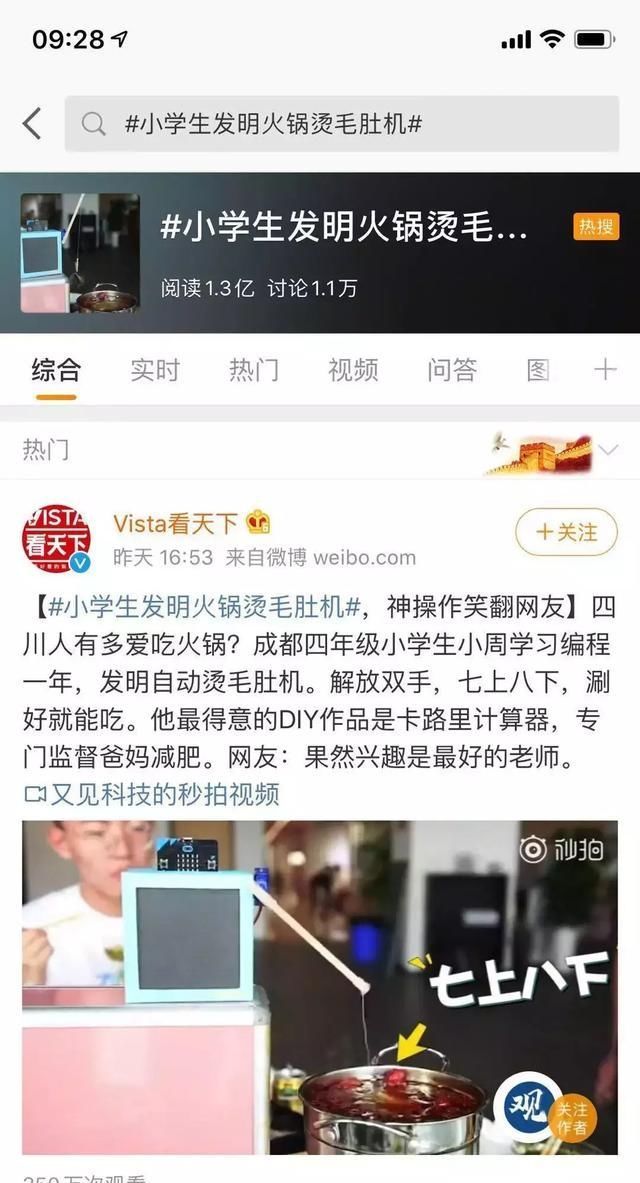 09:28
#小学生发明火锅烫毛肚机#
#小学生发明火锅烫毛...
热搜
阅读1.3亿 讨论1.1万
综合 实时 热门 视频 问答 图
热门
VISTA
看天下
Vista看天下
+关注
昨天 16:53 来自微博 weibo.com
【#小学生发明火锅烫毛肚机#，神操作笑翻网友】四
川人有多爱吃火锅？成都四年级小学生小周学习编程
一年，发明自动烫毛肚机。解放双手，七上八下，涮
好就能吃。他最得意的DIY作品是卡路里计算器，专
门监督爸妈减肥。网友：果然兴趣是最好的老师。
又见科技的秒拍视频
秒拍
七上八下
观
关注
作者